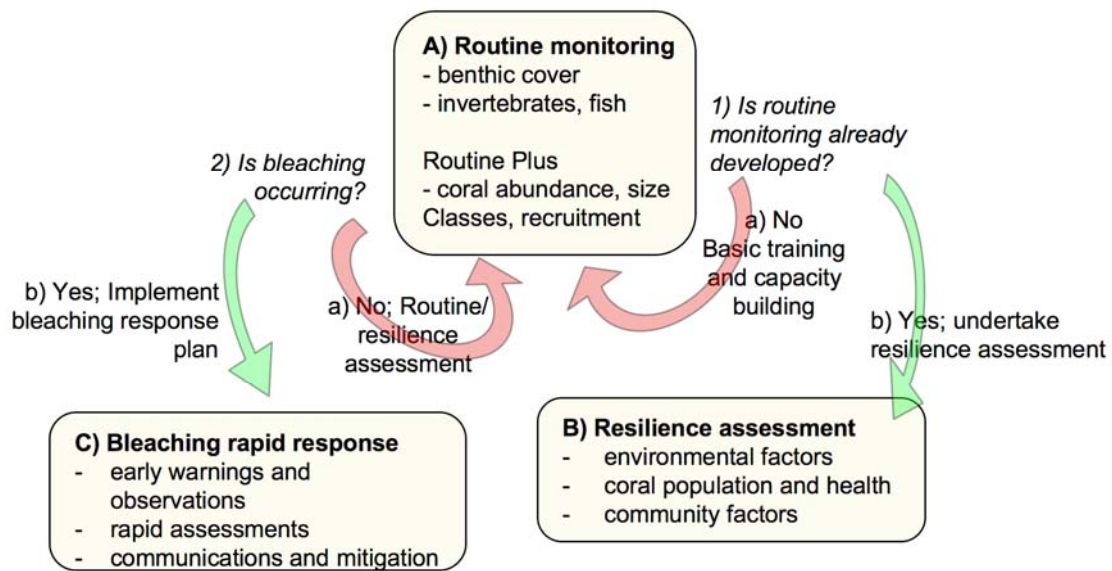 A) Routine monitoring
- benthic cover
- invertebrates, fish
Routine Plus
- coral abundance, size
Classes, recruitment
1) Is routine
monitoring already
developed?
a) No
Basic training
and capacity
building
b) Yes; undertake
resilience assessment
2) Is bleaching
occurring?
a) No; Routine/
resilience
assessment
b) Yes; Implement
bleaching response
plan
C) Bleaching rapid response
- early warnings and
observations
- rapid assessments
- communications and mitigation
B) Resilience assessment
- environmental factors
- coral population and health
- community factors